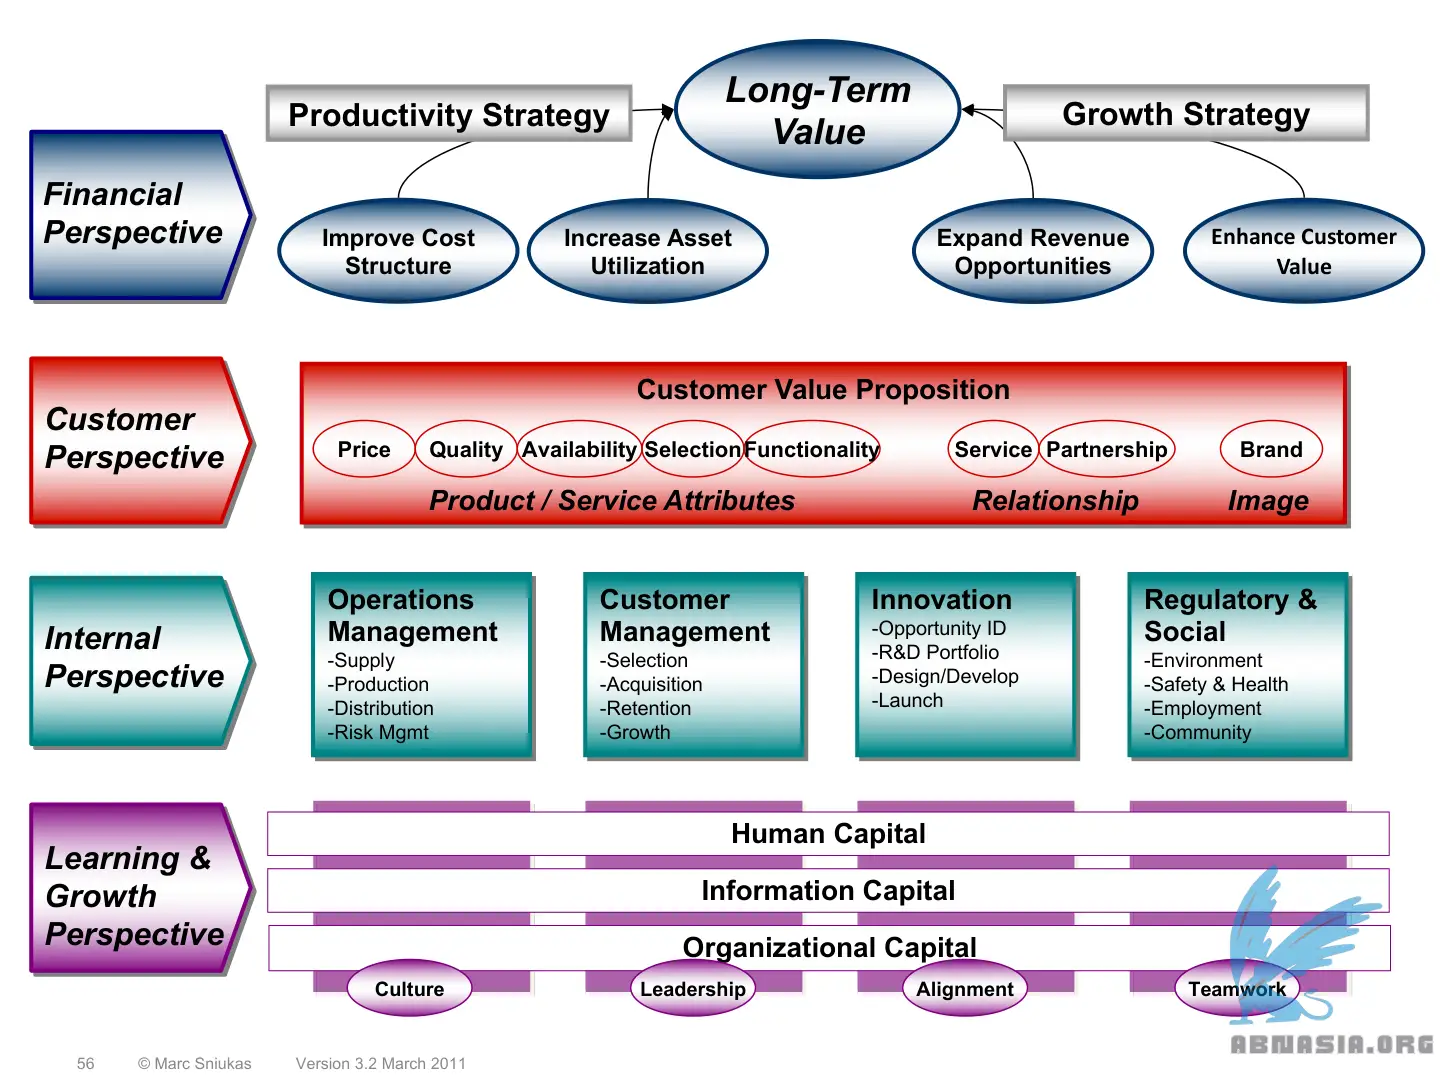 Long-Term
Value
Productivity Strategy
Growth Strategy
Financial
Perspective
Improve Cost
Structure
Increase Asset
Utilization
Expand Revenue
Opportunities
Enhance Customer
Value
Customer
Perspective
Customer Value Proposition
Price Quality Availability Selection Functionality Service Partnership Brand
Product / Service Attributes Relationship Image
Internal
Perspective
Operations
Management
-Supply
-Production
-Distribution
-Risk Mgmt
Customer
Management
-Selection
-Acquisition
-Retention
-Growth
Innovation
-Opportunity ID
-R&D Portfolio
-Design/Develop
-Launch
Regulatory &
Social
-Environment
-Safety & Health
-Employment
-Community
Learning &
Growth
Perspective
Human Capital
Information Capital
Organizational Capital
Culture Leadership Alignment Teamwork
ABNASIA.ORG
56 © Marc Sniukas Version 3.2 March 2011